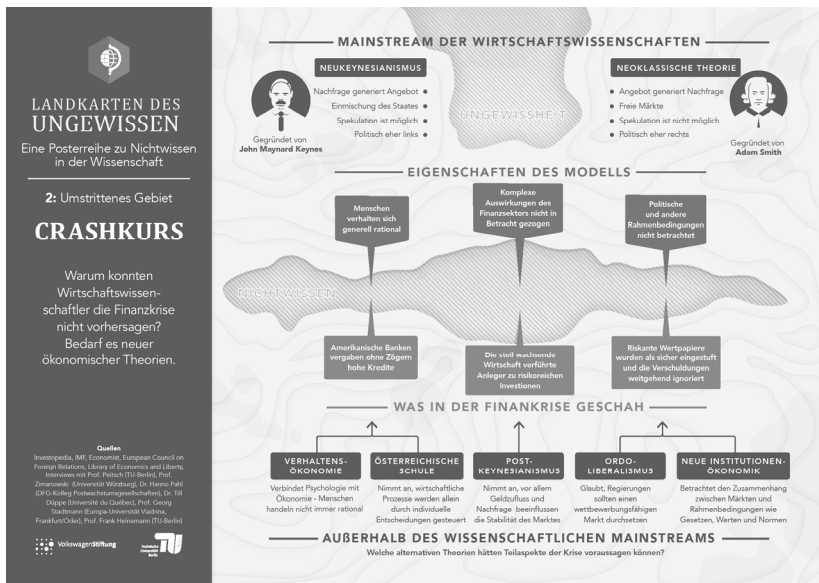 LANDKARTEN DES
UNGEWISSEN
Eine Posterreihe zu Nichtwissen
in der Wissenschaft
2: Umstrittenes Gebiet
CRASHKURS
Warum konnten
Wirtschaftswissen-
schaftler die Finanzkrise
nicht vorhersagen?
Bedarf es neuer
ökonomischer Theorien.
Quellen
Investopedia, IMF, Economist, European Council on
Foreign Relations, Library of Economics and Liberty,
Interviews mit Prof. Peitsch (TU-Berlin), Prof.
Zimanowski (Universität Würzburg), Dr. Hanno Pahl
(DFG-Kolleg Postwachstumsgesellschaften), Dr. Till
Düppe (Université du Québec), Prof. Georg
Stadtmann (Europa-Universität Viadrina,
Frankfurt/Oder), Prof. Frank Heinemann (TU-Berlin)
VolkswagenStiftung
Technische
Universität
Berlin
MAINSTREAM DER WIRTSCHAFTSWISSENSCHAFTEN
NEUKEYNESIANISMUS
Nachfrage generiert Angebot •
Einmischung des Staates •
Spekulation ist möglich •
Politisch eher links •
Gegründet von
John Maynard Keynes
UNGEWISSHEIT
NEOKLASSISCHE THEORIE
• Angebot generiert Nachfrage
• Freie Märkte
• Spekulation ist nicht möglich
• Politisch eher rechts
Gegründet von
Adam Smith
EIGENSCHAFTEN DES MODELLS
Menschen
verhalten sich
generell rational
Komplexe
Auswirkungen des
Finanzsektors nicht in
Betracht gezogen
Politische
und andere
Rahmenbedingungen
nicht betrachtet
NICHTWISSEN
Amerikanische Banken
vergaben ohne Zögern
hohe Kredite
Die steil wachsende
Wirtschaft verführte
Anleger zu risikoreichen
Investionen
Riskante Wertpapiere
wurden als sicher eingestuft
und die Verschuldungen
weitgehend ignoriert
WAS IN DER FINANKRISE GESCHAH
VERHALTENS-
ÖKONOMIE
Verbindet Psychologie mit
Ökonomie - Menschen
handeln nicht immer rational
ÖSTERREICHISCHE
SCHULE
Nimmt an, wirtschaftliche
Prozesse werden allein
durch individuelle
Entscheidungen gesteuert
POST-
KEYNESIANISMUS
Nimmt an, vor allem
Geldzufluss und
Nachfrage beeinflussen
die Stabilität des Marktes
ORDO-
LIBERALISMUS
Glaubt, Regierungen
sollten einen
wettbewerbungsfähigen
Markt durchsetzen
NEUE INSTITUTIONEN-
ÖKONOMIK
Betrachtet den Zusammenhang
zwischen Märkten und
Rahmenbedingungen wie
Gesetzen, Werten und Normen
AUßERHALB DES WISSENSCHAFTLICHEN MAINSTREAMS
Welche alternativen Theorien hätten Teilaspekte der Krise voraussagen können?